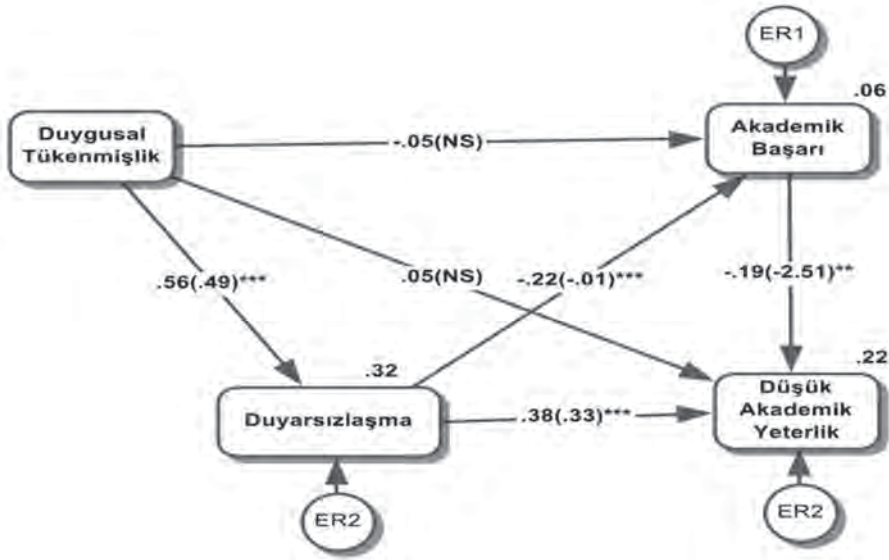 ER1
.06
Duygusal
Tükenmişlik
-.05(NS)
Akademik
Başarı
.56(.49)***
.05(NS)
-.22(-.01)***
-.19(-2.51)**
.32
.22
Duyarsızlaşma
.38(.33)***
Düşük
Akademik
Yeterlik
ER2
ER2